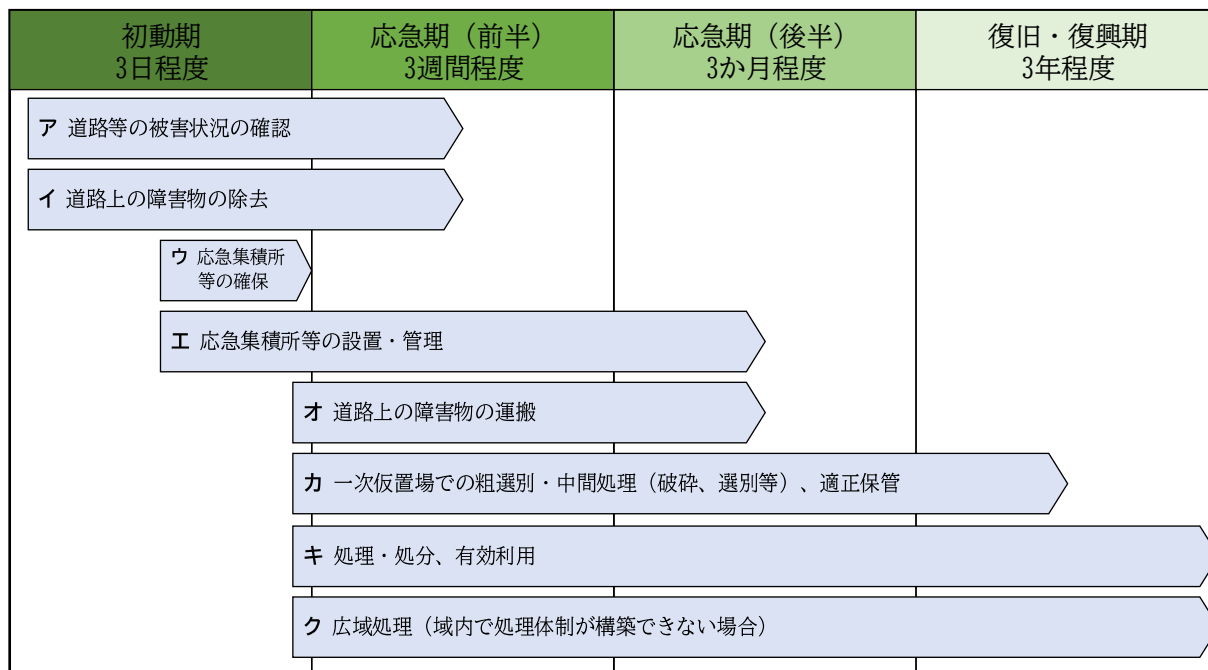 初動期
3日程度
応急期（前半）
3週間程度
応急期（後半）
3か月程度
復旧・復興期
3年程度
ア 道路等の被害状況の確認
イ 道路上の障害物の除去
ウ 応急集積所
等の確保
エ 応急集積所等の設置・管理
オ 道路上の障害物の運搬
カ 一次仮置場での粗選別・中間処理（破砕、選別等）、適正保管
キ 処理・処分、有効利用
ク 広域処理（域内で処理体制が構築できない場合）